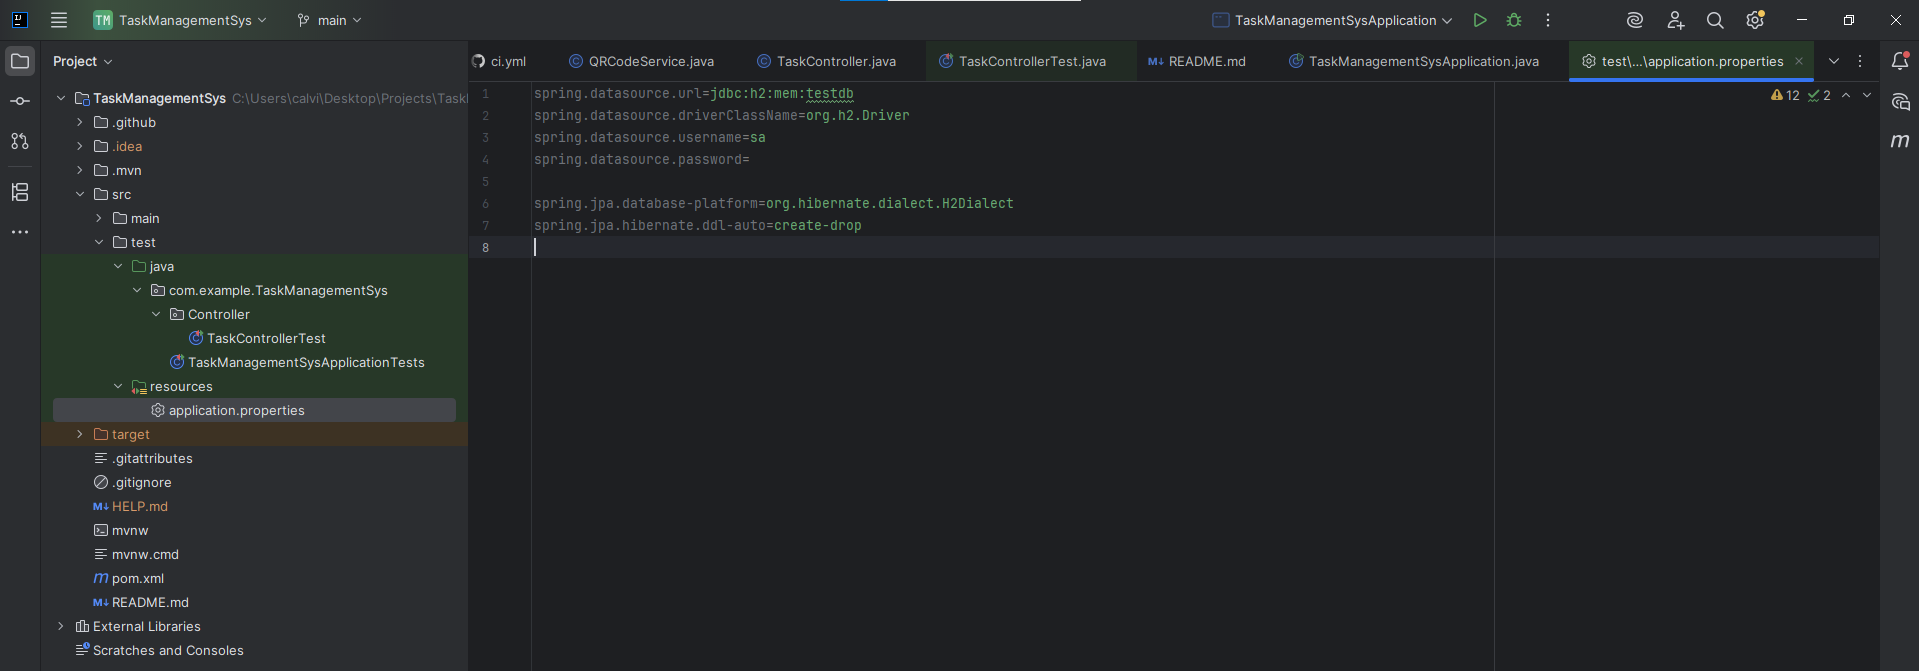 TM TaskManagementSys main TaskManagementSysApplication
Project
ci.yml QRCodeService.java TaskController.java TaskControllerTest.java README.md TaskManagementSysApplication.java test\...\application.properties
TaskManagementSys C:\Users\calvi\Desktop\Projects\Task
.github
.idea
.mvn
src
main
test
java
com.example.TaskManagementSys
Controller
TaskControllerTest
TaskManagementSysApplicationTests
resources
application.properties
target
.gitattributes
.gitignore
HELP.md
mvnw
mvnw.cmd
pom.xml
README.md
External Libraries
Scratches and Consoles
12 2
1 spring.datasource.url=jdbc:h2:mem:testdb
2 spring.datasource.driverClassName=org.h2.Driver
3 spring.datasource.username=sa
4 spring.datasource.password=
5
6 spring.jpa.database-platform=org.hibernate.dialect.H2Dialect
7 spring.jpa.hibernate.ddl-auto=create-drop
8
m